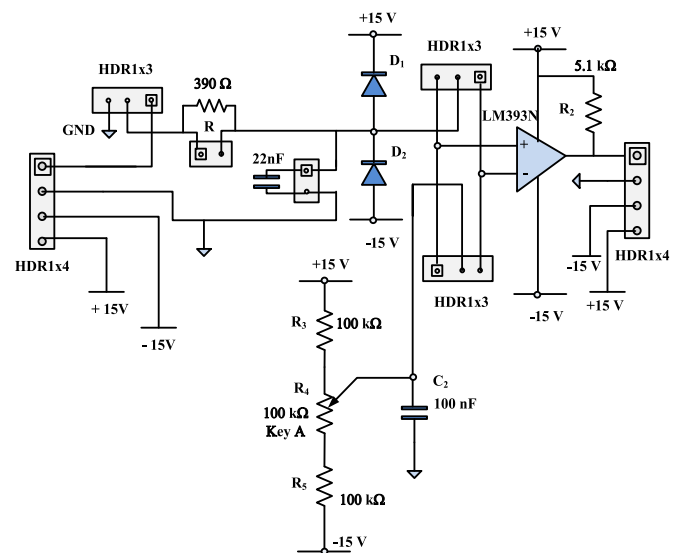 +15 V
D₁
HDR1x3
390 Ω
GND
R
22nF
D₂
-15 V
HDR1x4
+ 15V
- 15V
HDR1x3
+15 V
5.1 kΩ
LM393N
R₂
+
-
HDR1x3
-15 V
-15 V
+15 V
HDR1x4
+15 V
R₃
100 kΩ
R₄
100 kΩ
Key A
C₂
100 nF
R₅
100 kΩ
-15 V